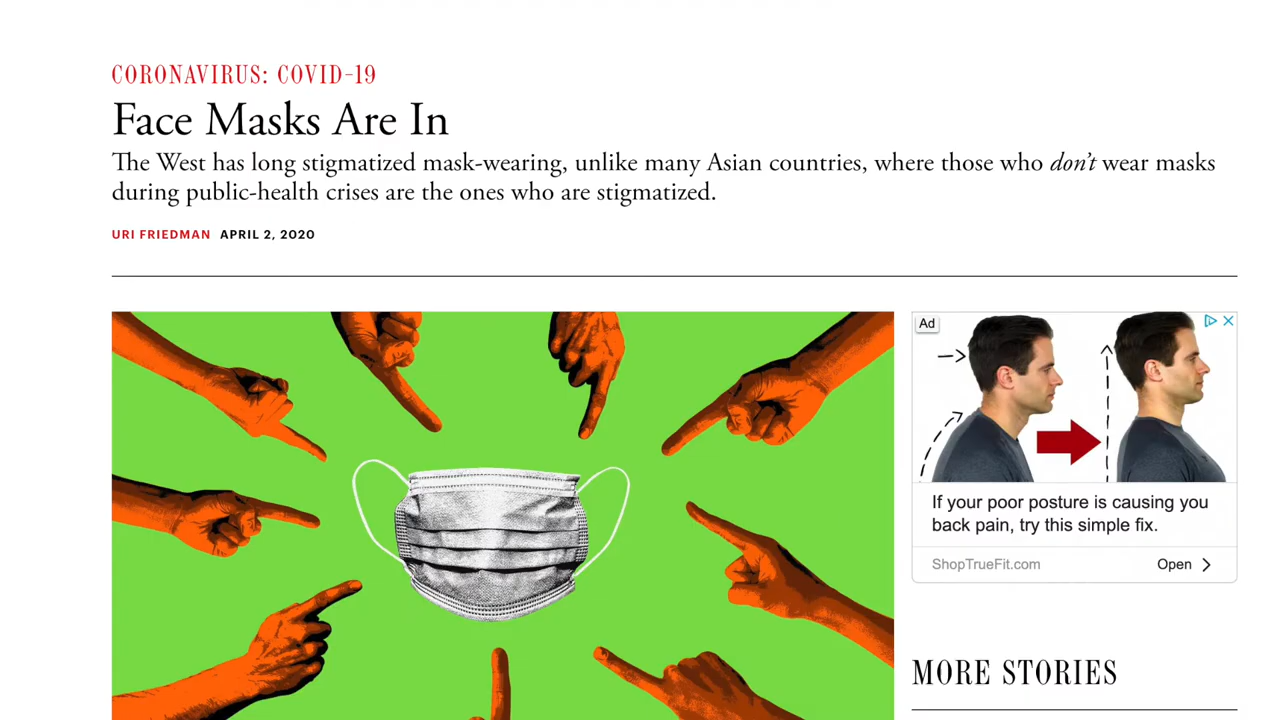 CORONAVIRUS: COVID-19
Face Masks Are In
The West has long stigmatized mask-wearing, unlike many Asian countries, where those who don't wear masks
during public-health crises are the ones who are stigmatized.
URI FRIEDMAN APRIL 2, 2020
Ad
If your poor posture is causing you
back pain, try this simple fix.
ShopTrueFit.com Open
MORE STORIES